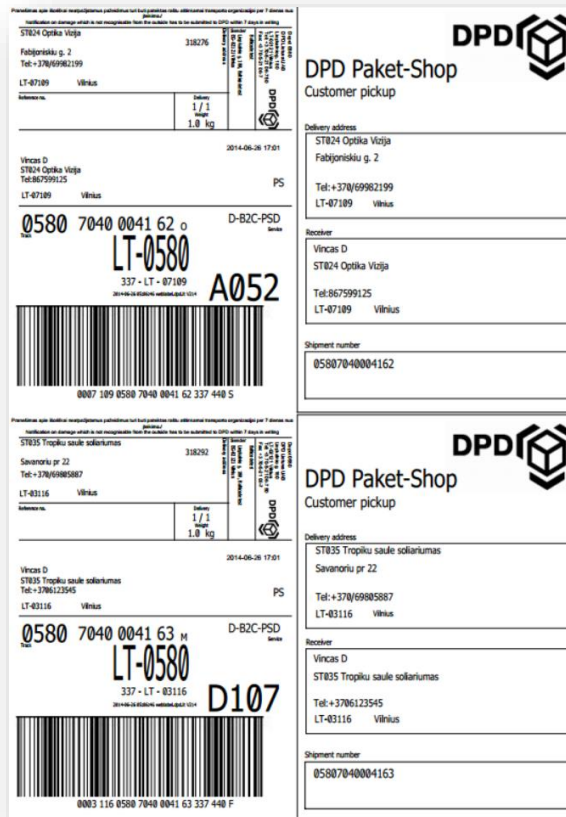 Notification on damage which is not recognisable from the outside has to be submitted to DPD within 7 days in writing
ST024 Optika Vizija
318276
Fabijoniskiu g. 2
Tel:+370/69982199
LT-07109 Vilnius
Reference no.
Delivery
1 / 1
Weight
1.0 kg
Delivery address
Sender
DPD
2014-06-26 17:01
Vincas D
ST024 Optika Vizija
Tel:867599125
PS
LT-07109 Vilnius
0580 7040 0041 62 O
D-B2C-PSD
Track
Service
LT-0580
337 - LT - 07109
A052
0007 109 0580 7040 0041 62 337 440 S
DPD
DPD Paket-Shop
Customer pickup
Delivery address
ST024 Optika Vizija
Fabijoniskiu g. 2
Tel:+370/69982199
LT-07109 Vilnius
Receiver
Vincas D
ST024 Optika Vizija
Tel:867599125
LT-07109 Vilnius
Shipment number
05807040004162
Notification on damage which is not recognisable from the outside has to be submitted to DPD within 7 days in writing
ST035 Tropiku saule soliariumas
318292
Savanoriu pr 22
Tel:+370/69805887
LT-03116 Vilnius
Reference no.
Delivery
1 / 1
Weight
1.0 kg
Delivery address
Sender
DPD
2014-06-26 17:01
Vincas D
ST035 Tropiku saule soliariumas
Tel:+3706123545
PS
LT-03116 Vilnius
0580 7040 0041 63 M
D-B2C-PSD
Track
Service
LT-0580
337 - LT - 03116
D107
0003 116 0580 7040 0041 63 337 440 F
DPD
DPD Paket-Shop
Customer pickup
Delivery address
ST035 Tropiku saule soliariumas
Savanoriu pr 22
Tel:+370/69805887
LT-03116 Vilnius
Receiver
Vincas D
ST035 Tropiku saule soliariumas
Tel:+3706123545
LT-03116 Vilnius
Shipment number
05807040004163